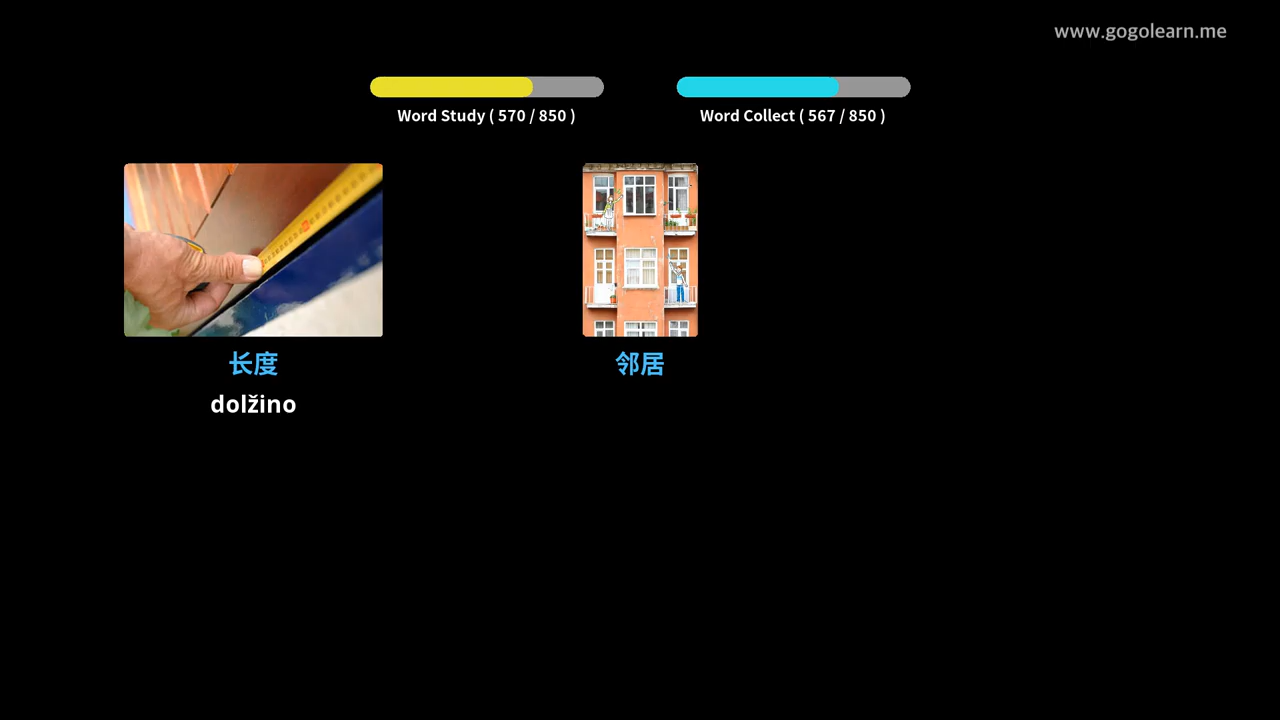 www.gogolearn.me
Word Study ( 570 / 850 )
Word Collect ( 567 / 850 )
长度
邻居
dolžino